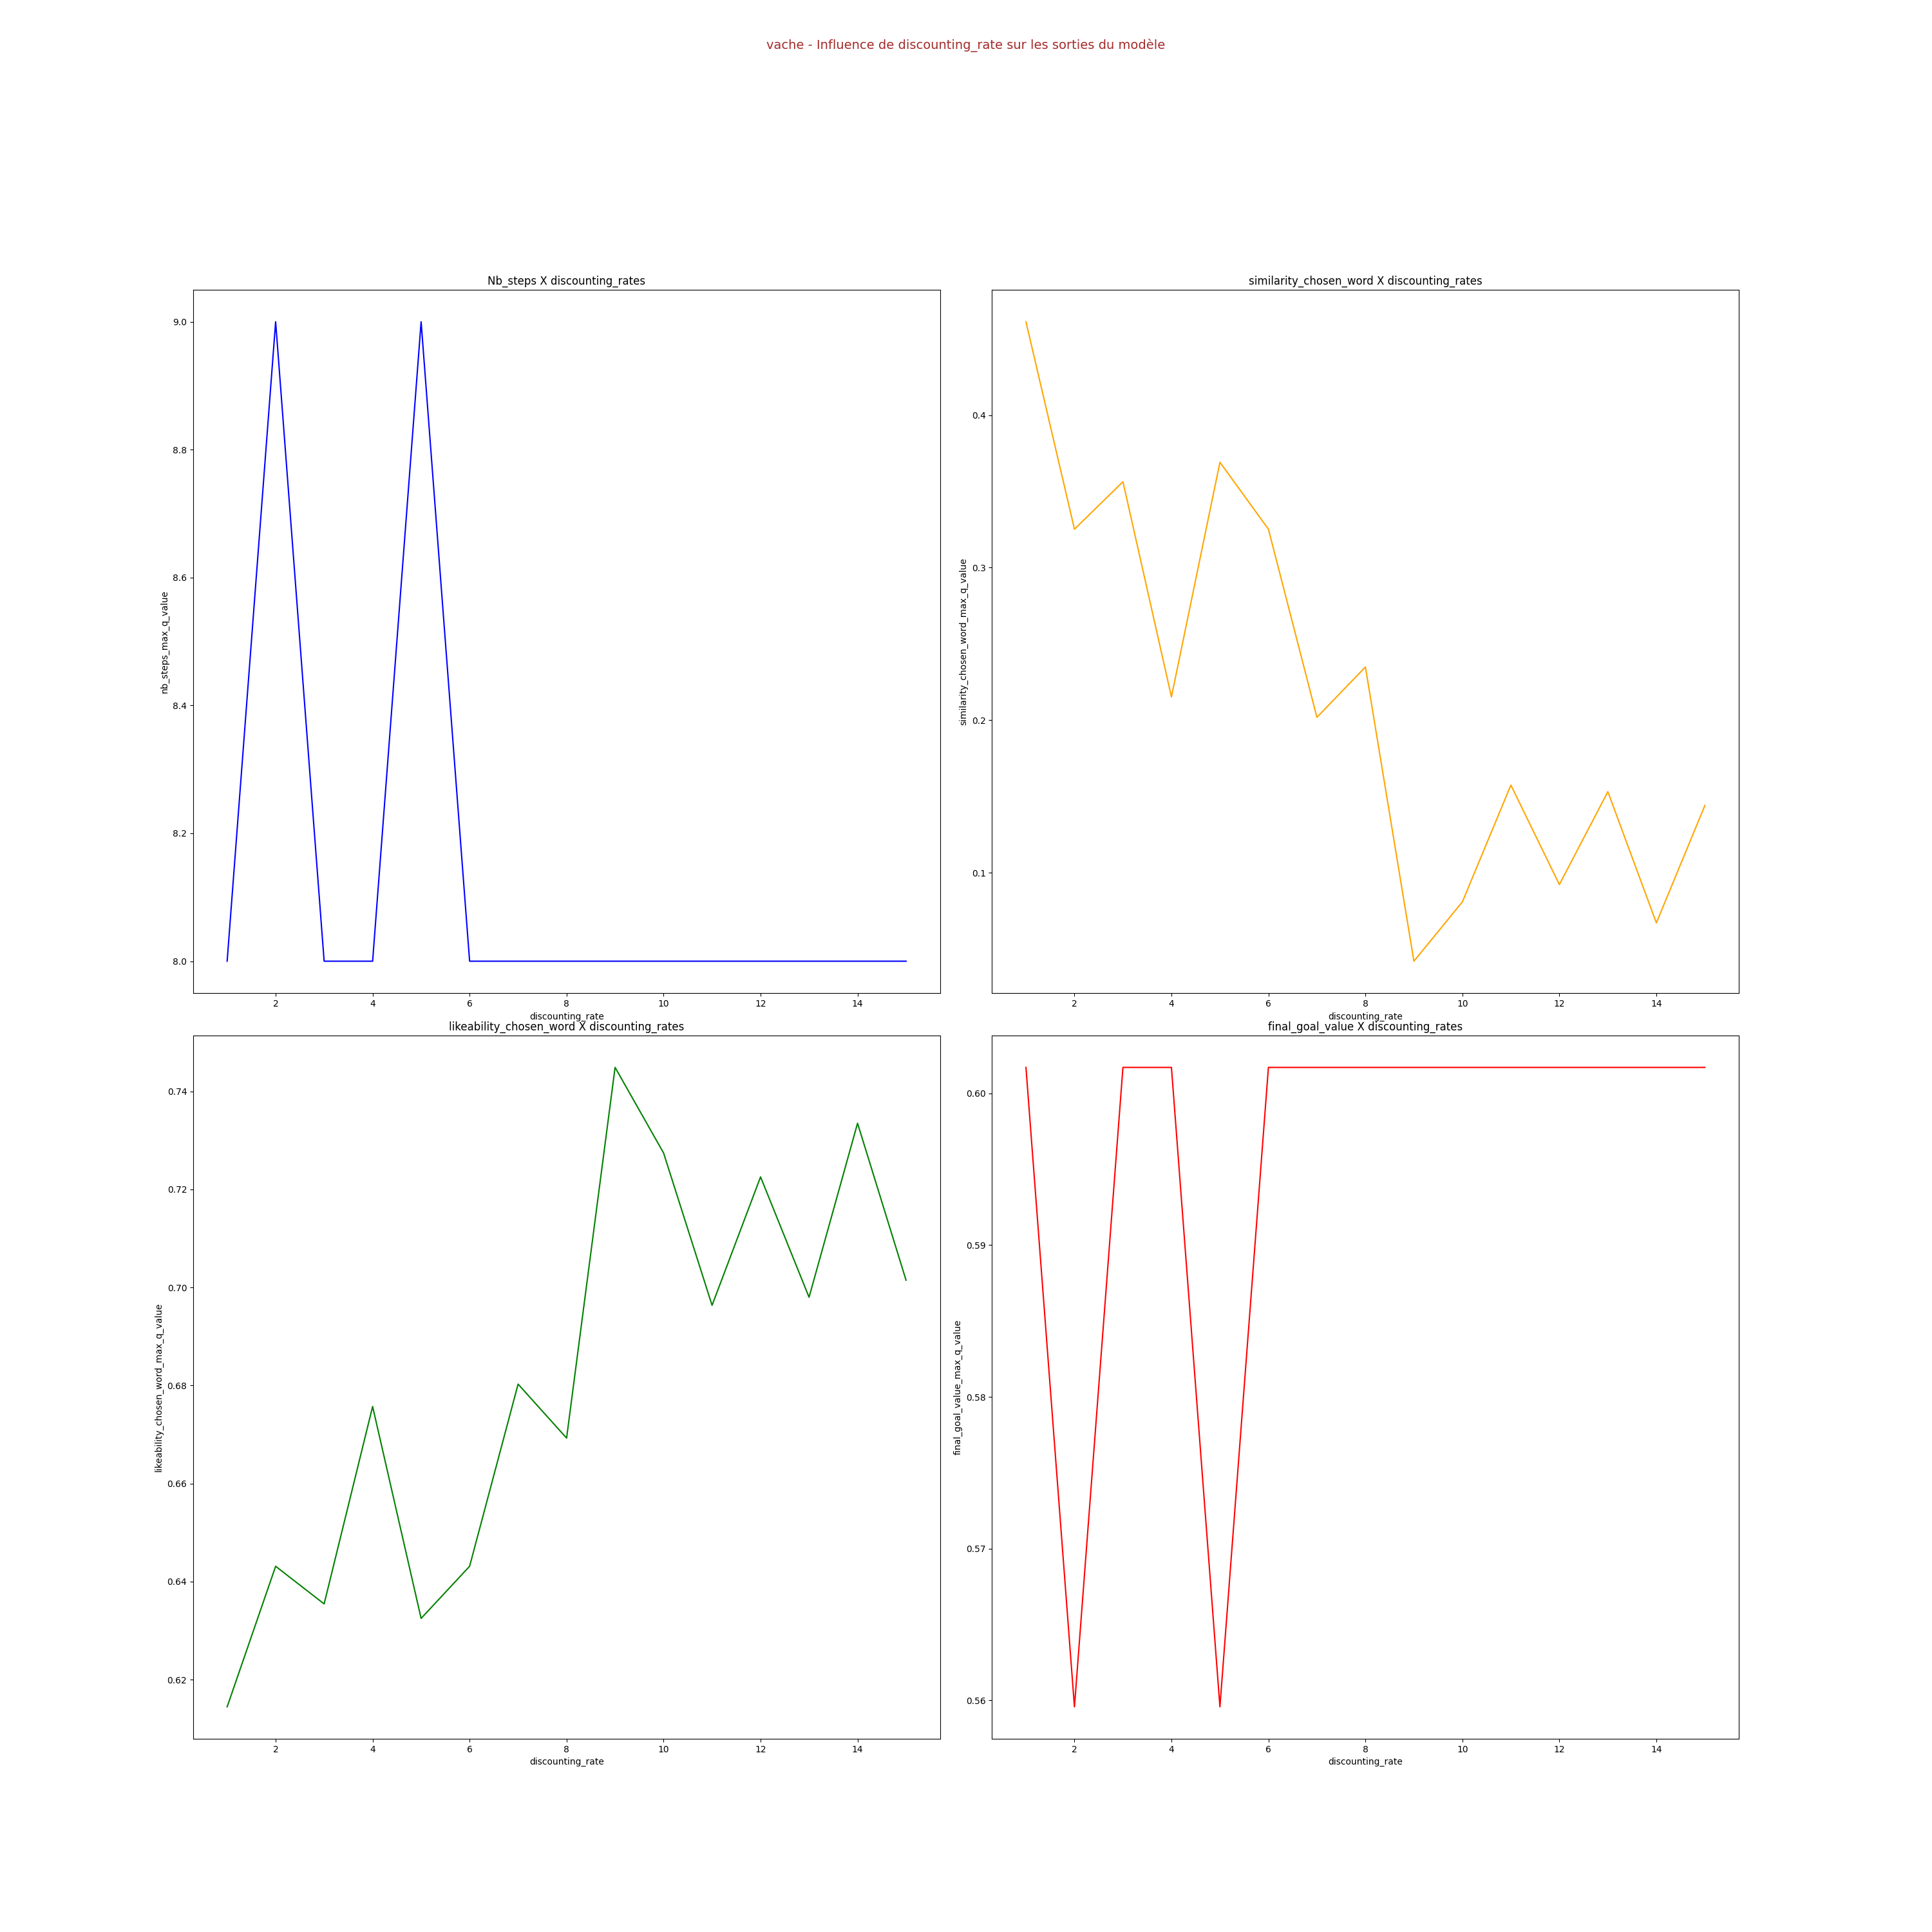 vache - Influence de discounting_rate sur les sorties du modèle
Nb_steps X discounting_rates
nb_steps_max_q_value
9.0
8.8
8.6
8.4
8.2
8.0
2 4 6 8 10 12 14
discounting_rate
similarity_chosen_word X discounting_rates
similarity_chosen_word_max_q_value
0.4
0.3
0.2
0.1
2 4 6 8 10 12 14
discounting_rate
likeability_chosen_word X discounting_rates
likeability_chosen_word_max_q_value
0.74
0.72
0.70
0.68
0.66
0.64
0.62
2 4 6 8 10 12 14
discounting_rate
final_goal_value X discounting_rates
final_goal_value_max_q_value
0.60
0.59
0.58
0.57
0.56
2 4 6 8 10 12 14
discounting_rate